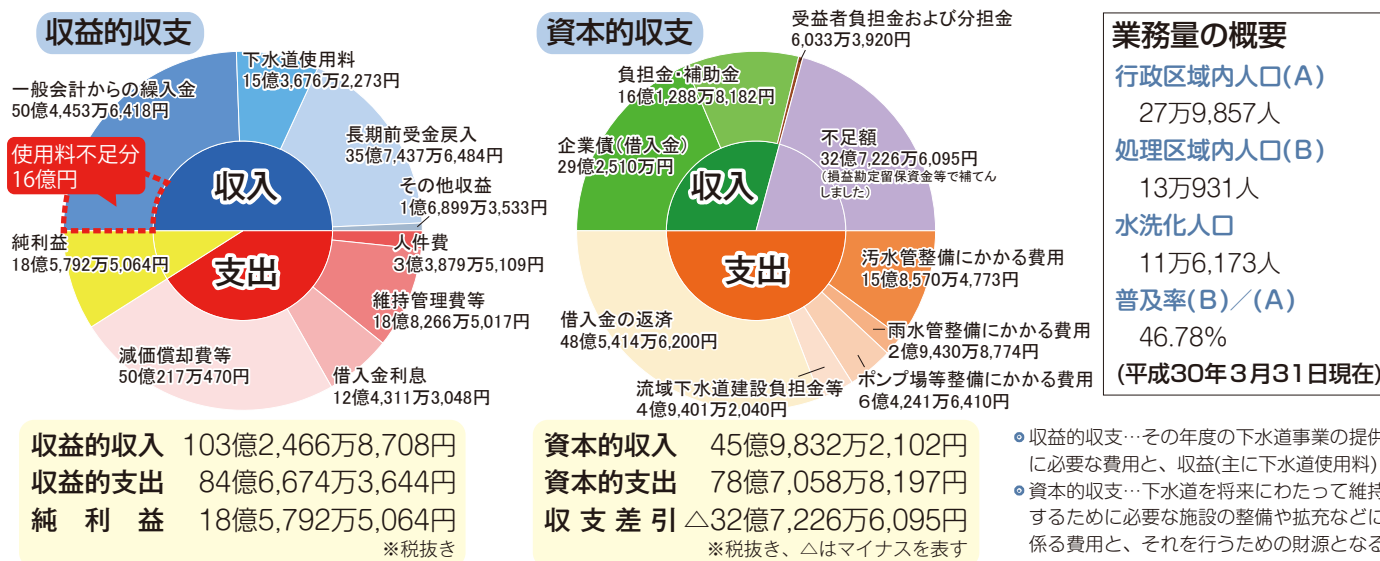 収益的収支
一般会計からの繰入金
50億4,453万6,418円
下水道使用料
15億3,676万2,273円
長期前受金戻入
35億7,437万6,484円
その他収益
1億6,899万3,533円
使用料不足分
16億円
収入
支出
純利益
18億5,792万5,064円
人件費
3億3,879万5,109円
維持管理費等
18億8,266万5,017円
減価償却費等
50億217万470円
借入金利息
12億4,311万3,048円
収益的収入 103億2,466万8,708円
収益的支出 84億6,674万3,644円
純利益 18億5,792万5,064円
※税抜き
資本的収支
受益者負担金および分担金
6,033万3,920円
負担金・補助金
16億1,288万8,182円
企業債(借入金)
29億2,510万円
不足額
32億7,226万6,095円
(損益勘定留保資金等で補てん
しました)
収入
支出
汚水管整備にかかる費用
15億8,570万4,773円
雨水管整備にかかる費用
2億9,430万8,774円
借入金の返済
48億5,414万6,200円
ポンプ場等整備にかかる費用
6億4,241万6,410円
流域下水道建設負担金等
4億9,401万2,040円
資本的収入 45億9,832万2,102円
資本的支出 78億7,058万8,197円
収支差引 △32億7,226万6,095円
※税抜き、△はマイナスを表す
業務量の概要
行政区域内人口(A)
27万9,857人
処理区域内人口(B)
13万931人
水洗化人口
11万6,173人
普及率(B)/(A)
46.78%
(平成30年3月31日現在)
収益的収支…その年度の下水道事業の提供
に必要な費用と、収益(主に下水道使用料)
資本的収支…下水道を将来にわたって維持
するために必要な施設の整備や拡充などに
係る費用と、それを行うための財源となる